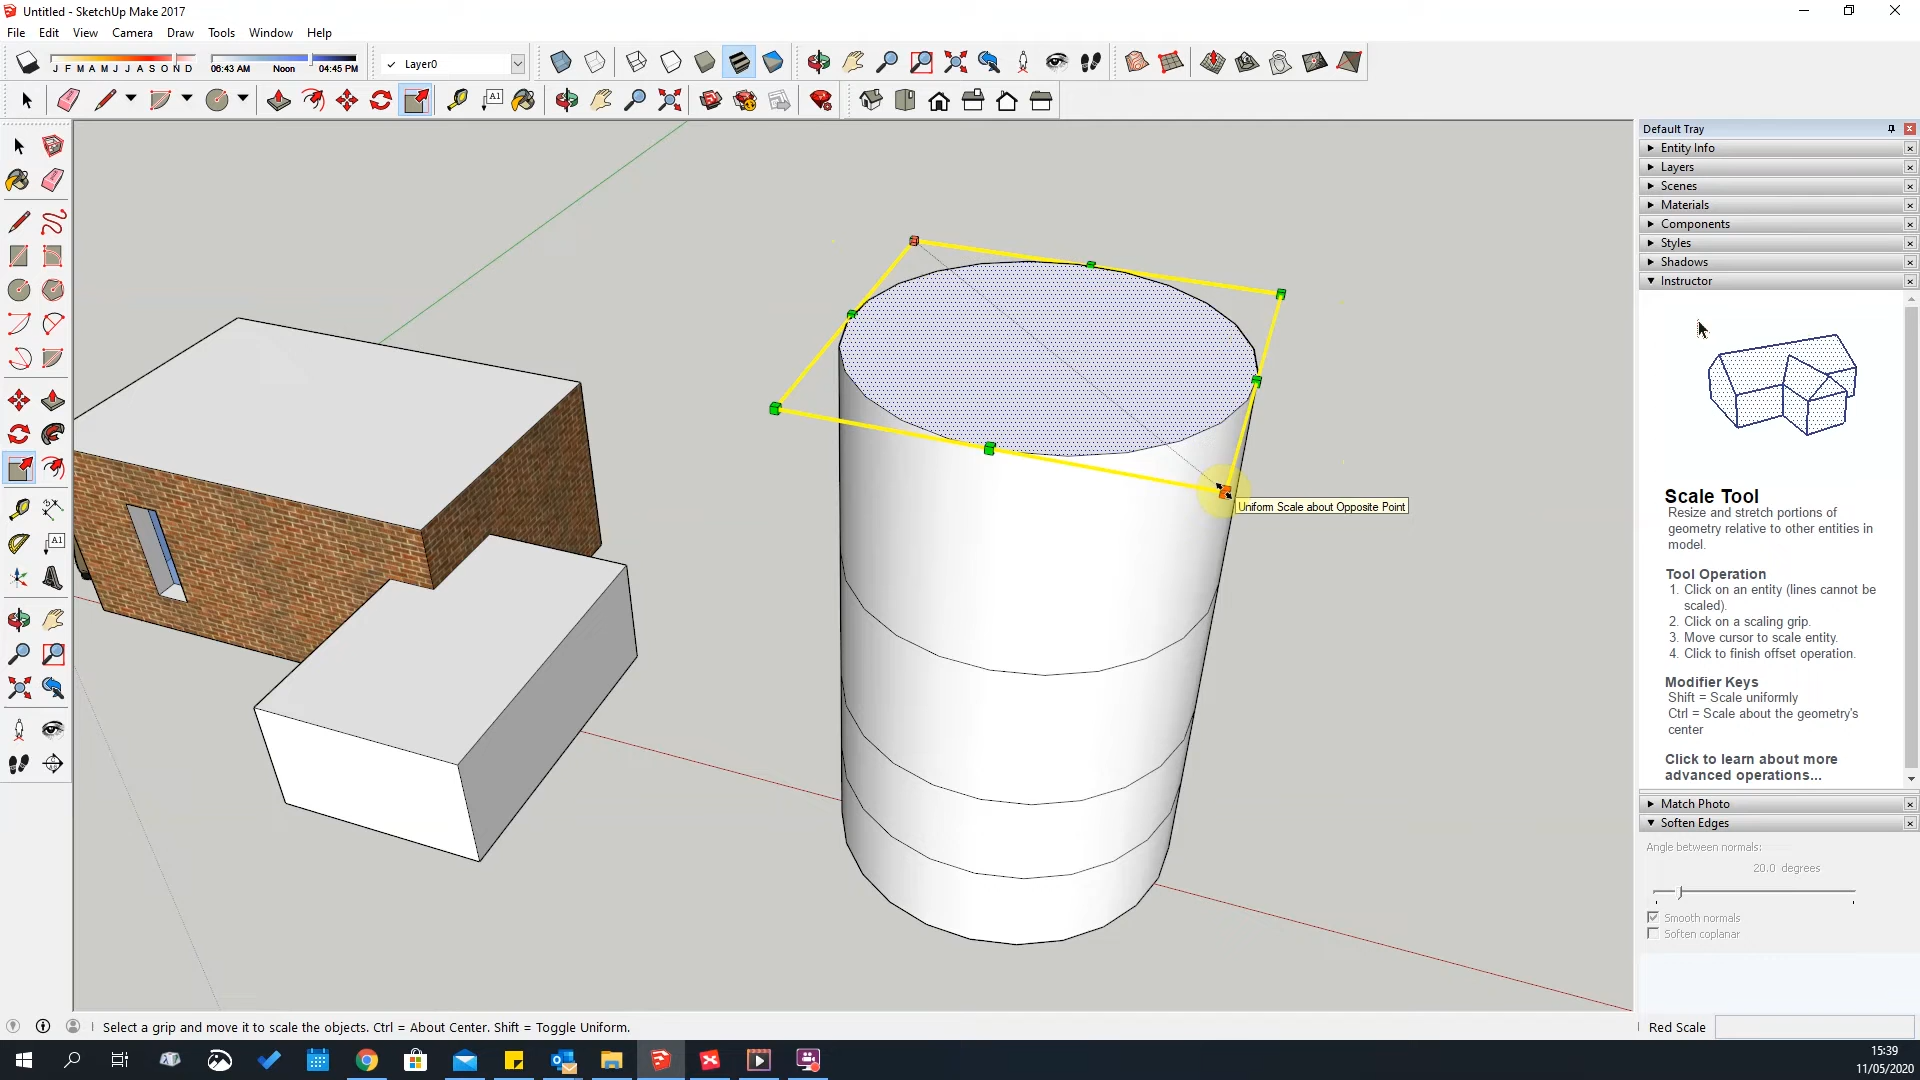 Untitled - SketchUp Make 2017
File Edit View Camera Draw Tools Window Help
J F M A M J J A S O N D
06:43 AM Noon 04:45 PM
Layer0
A1
Default Tray
Entity Info
Layers
Scenes
Materials
Components
Styles
Shadows
Instructor
A1
Uniform Scale about Opposite Point
Scale Tool
Resize and stretch portions of
geometry relative to other entities in
model.
Tool Operation
1. Click on an entity (lines cannot be
scaled).
2. Click on a scaling grip.
3. Move cursor to scale entity.
4. Click to finish offset operation.
Modifier Keys
Shift = Scale uniformly
Ctrl = Scale about the geometry's
center
Click to learn about more
advanced operations...
Match Photo
Soften Edges
Angle between normals:
20.0 degrees
Smooth normals
Soften coplanar
Select a grip and move it to scale the objects. Ctrl = About Center. Shift = Toggle Uniform.
Red Scale
15:39
11/05/2020